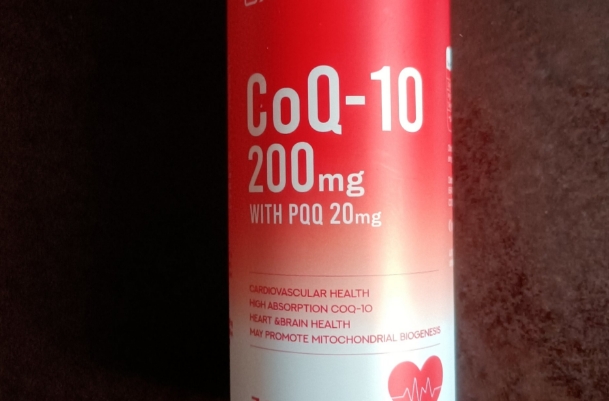 CoQ-10
200mg
WITH PQQ 20mg
CARDIOVASCULAR HEALTH
HIGH ABSORPTION COQ-10
HEART &BRAIN HEALTH
MAY PROMOTE MITOCHONDRIAL BIOGENESIS